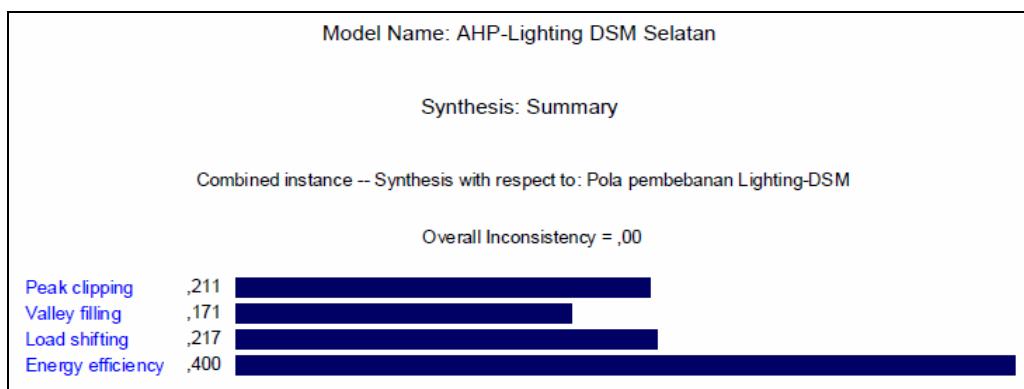 Model Name: AHP-Lighting DSM Selatan
Synthesis: Summary
Combined instance -- Synthesis with respect to: Pola pembebanan Lighting-DSM
Overall Inconsistency = ,00
Peak clipping ,211
Valley filling ,171
Load shifting ,217
Energy efficiency ,400